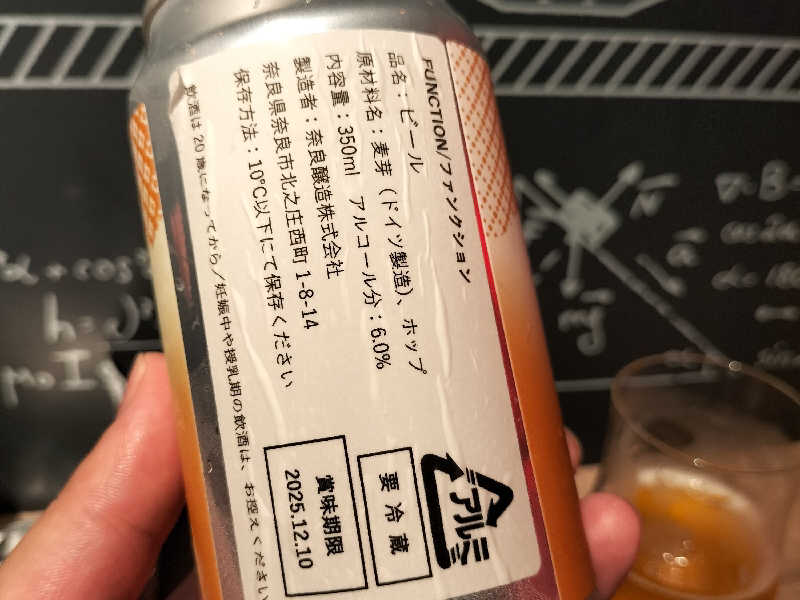 FUNCTION/ファンクション
品名：ビール
原材料名：麦芽（ドイツ製造）、ホップ
内容量：350ml アルコール分：6.0%
製造者：奈良醸造株式会社
奈良県奈良市北之庄西町 1-8-14
保存方法：10°C以下にて保存ください
飲酒は 20 歳になってから／妊娠中や授乳期の飲酒は、お控えください
アルミ
要冷蔵
賞味期限
2025.12.10
mg
N